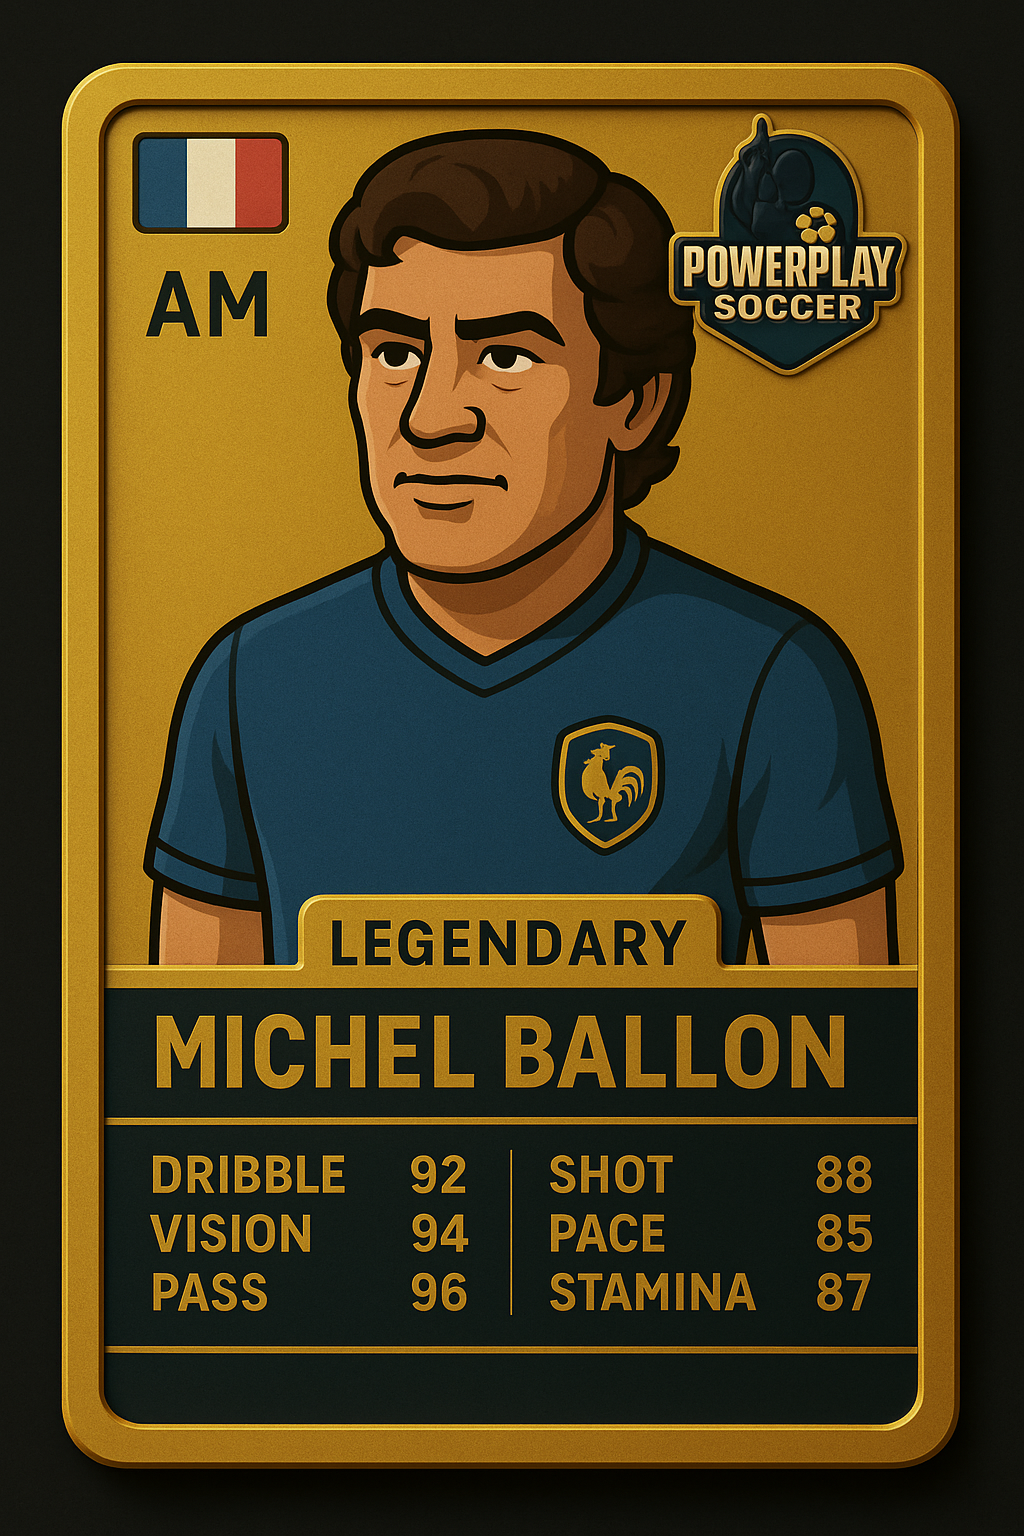 AM
POWERPLAY
SOCCER
LEGENDARY
MICHEL BALLON
DRIBBLE 92 SHOT 88
VISION 94 PACE 85
PASS 96 STAMINA 87